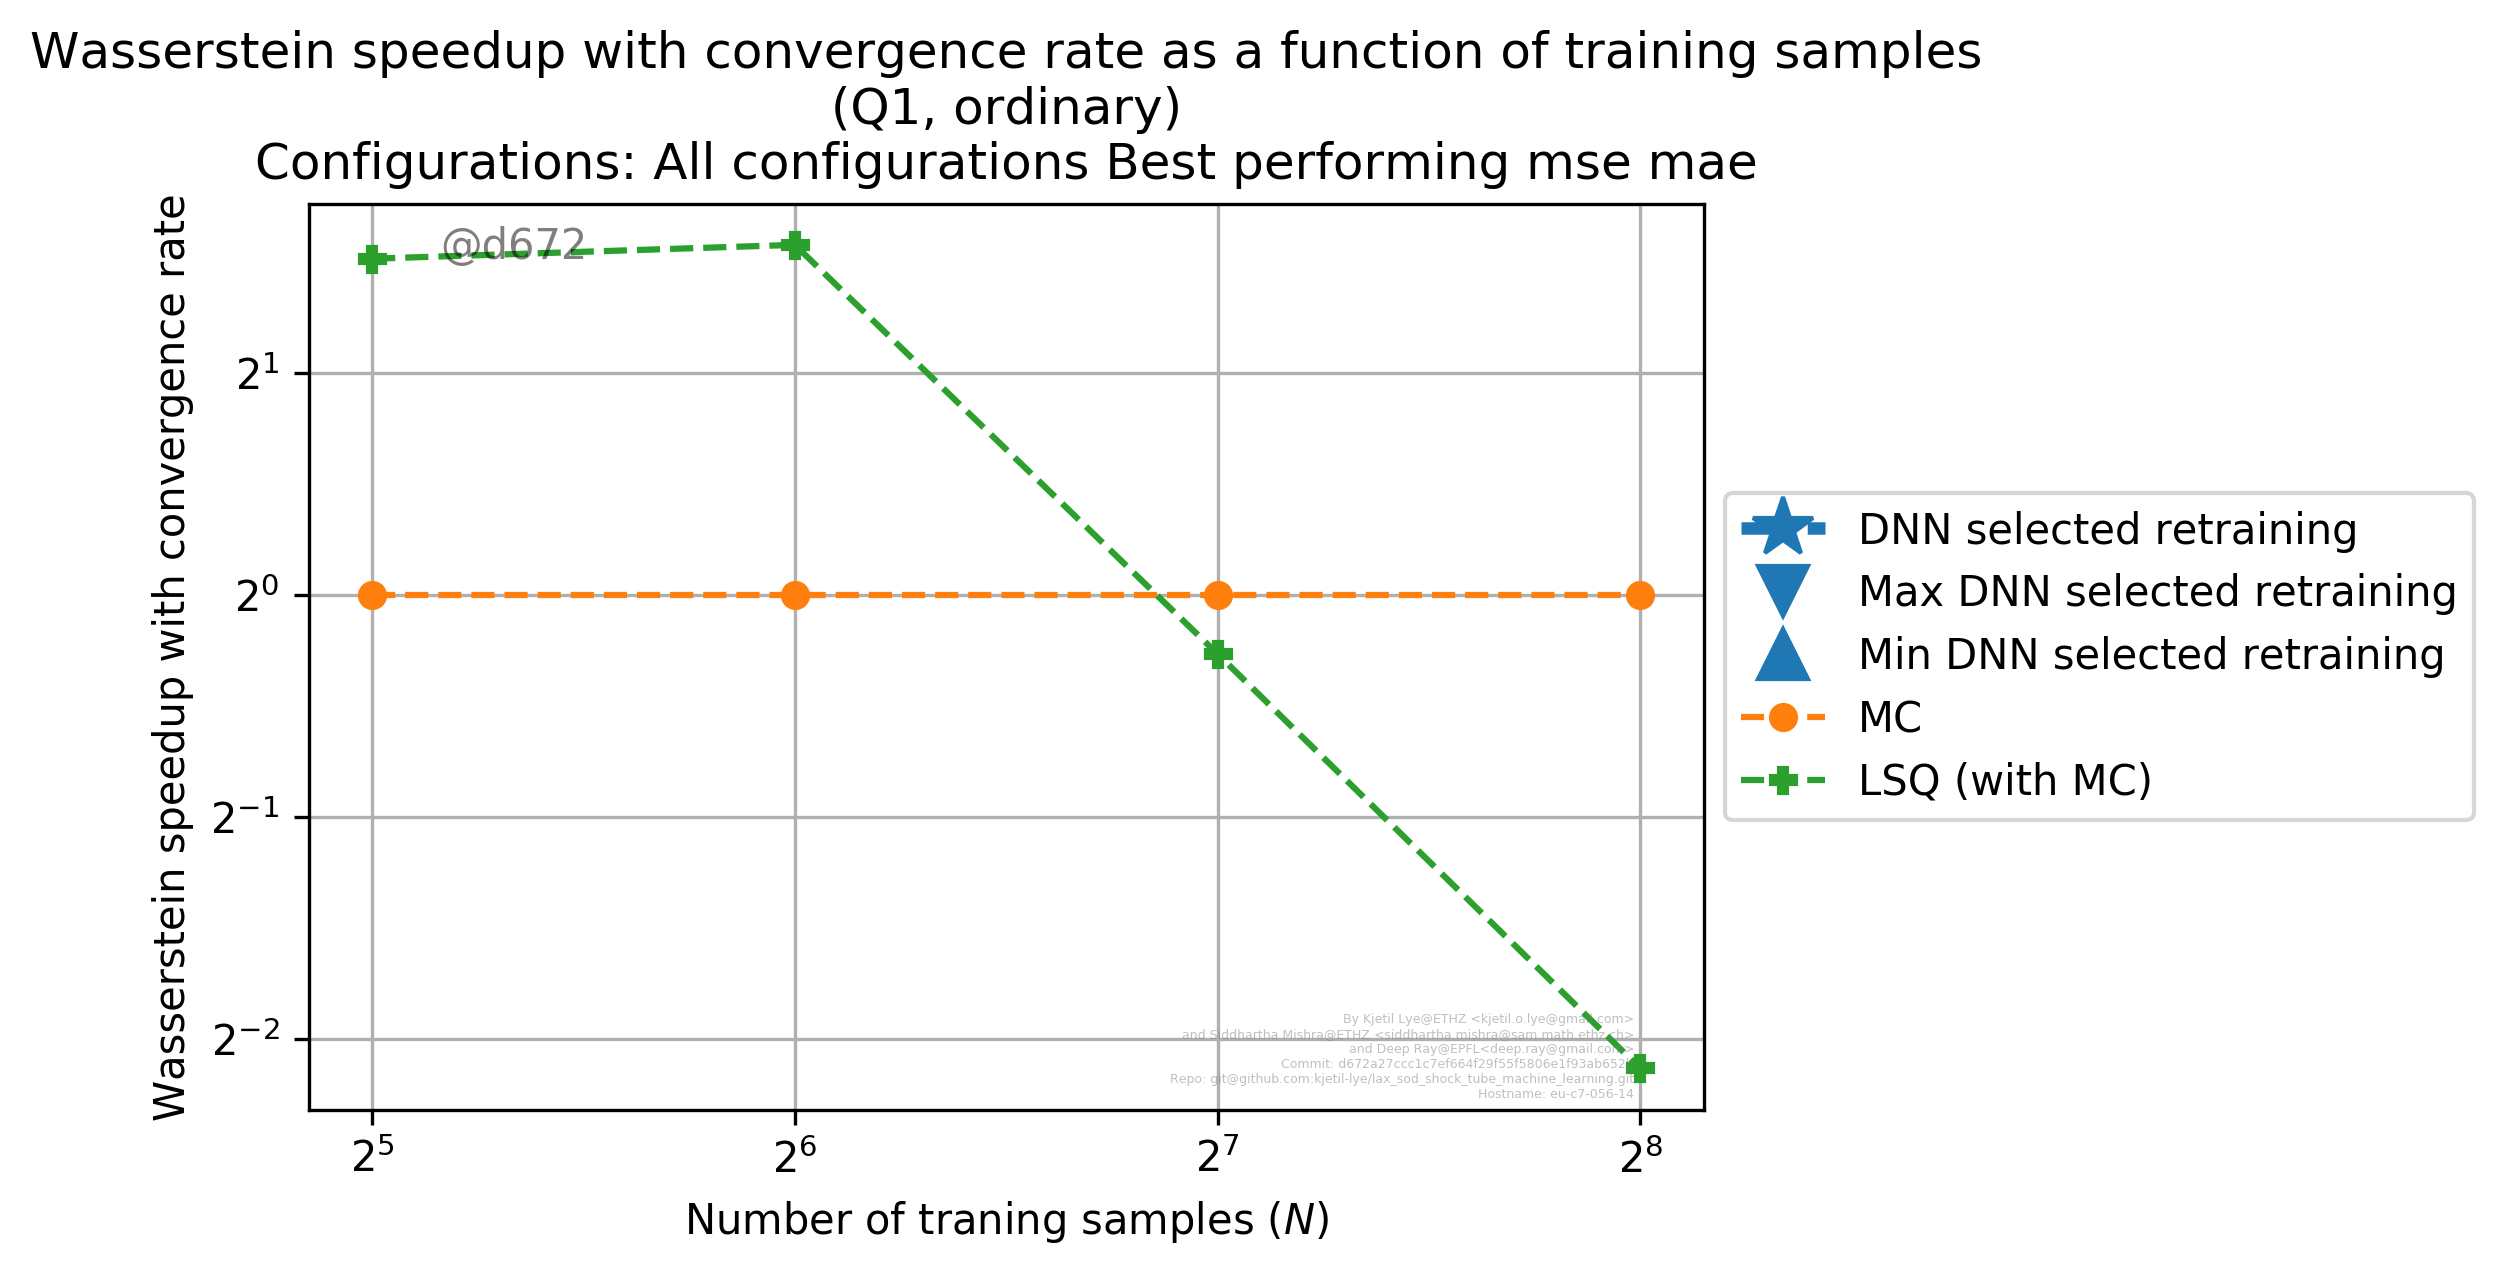 Wasserstein speedup with convergence rate as a function of training samples
(Q1, ordinary)
Configurations: All configurations Best performing mse mae
Wasserstein speedup with convergence rate
@d672
2^1
2^0
2^{-1}
2^{-2}
DNN selected retraining
Max DNN selected retraining
Min DNN selected retraining
MC
LSQ (with MC)
By Kjetil Lye@ETHZ <kjetil.o.lye@gmail.com>
and Siddhartha Mishra@ETHZ <siddhartha.mishra@sam.math.ethz.ch>
and Deep Ray@EPFL<deep.ray@gmail.com>
Commit:
Repo: git@github.com:kjetil-lye/lax_sod_shock_tube_machine_learning.git
Hostname: eu-c7-056-14
2^5 2^6 2^7 2^8
Number of traning samples (N)